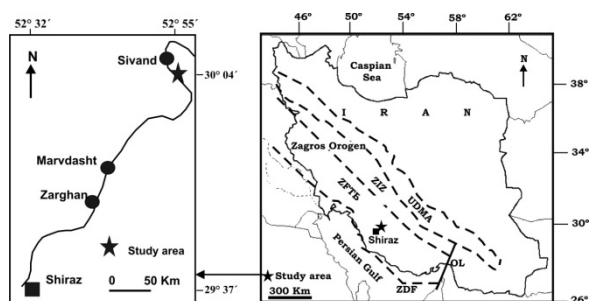 52° 32´ 52° 55´
N
Sivand
30° 04´
Marvdasht
Zarghan
Study area
Shiraz
0 50 Km
29° 37´
50° 54° 58° 62°
Caspian
Sea
N
38°
I R A N
Zagros Orogen
34°
ZFTB
ZIZ
UDMA
30°
Shiraz
Persian Gulf
OL
Study area
300 Km
ZDF
26°